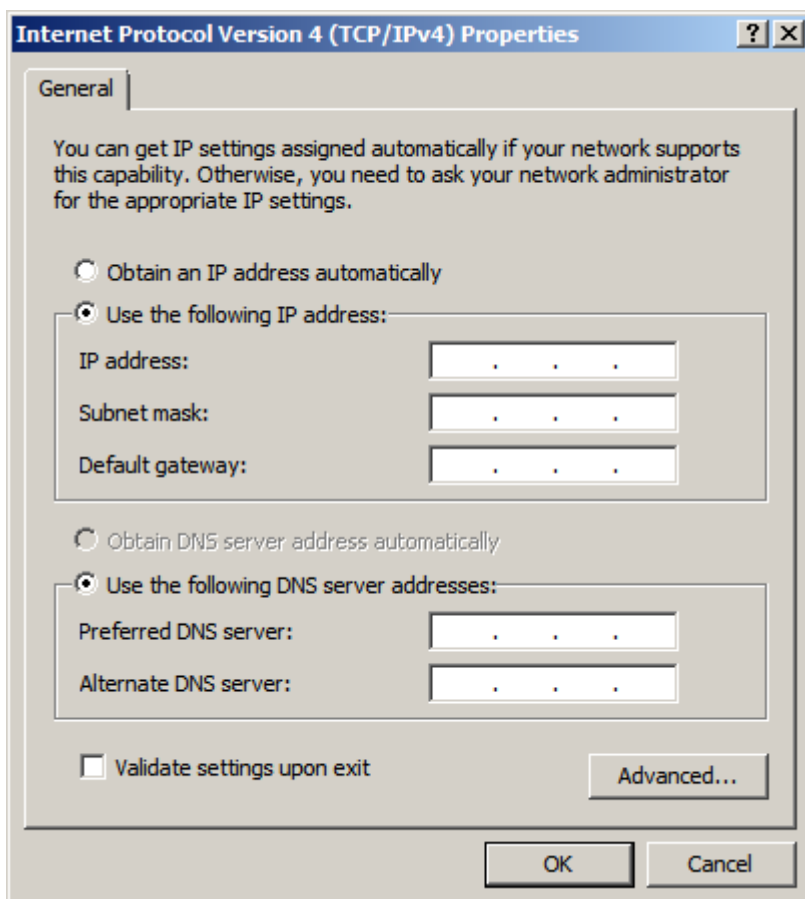 Internet Protocol Version 4 (TCP/IPv4) Properties
General
You can get IP settings assigned automatically if your network supports
this capability. Otherwise, you need to ask your network administrator
for the appropriate IP settings.
Obtain an IP address automatically
Use the following IP address:
IP address: . . .
Subnet mask: . . .
Default gateway: . . .
Obtain DNS server address automatically
Use the following DNS server addresses:
Preferred DNS server: . . .
Alternate DNS server: . . .
Validate settings upon exit
Advanced...
OK Cancel